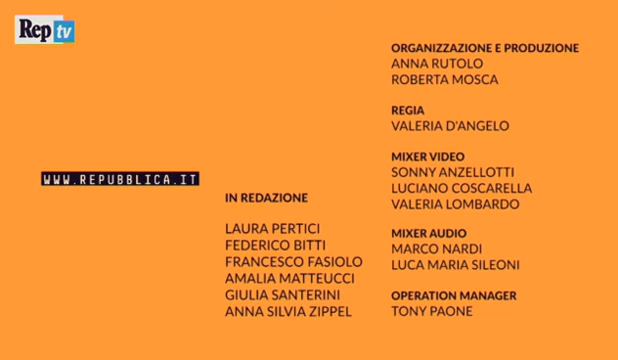 Rep tv
WWW.REPUBBLICA.IT
IN REDAZIONE
LAURA PERTICI
FEDERICO BITTI
FRANCESCO FASIOLO
AMALIA MATTEUCCI
GIULIA SANTERINI
ANNA SILVIA ZIPPEL
ORGANIZZAZIONE E PRODUZIONE
ANNA RUTOLO
ROBERTA MOSCA
REGIA
VALERIA D'ANGELO
MIXER VIDEO
SONNY ANZELLOTTI
LUCIANO COSCARELLA
VALERIA LOMBARDO
MIXER AUDIO
MARCO NARDI
LUCA MARIA SILEONI
OPERATION MANAGER
TONY PAONE